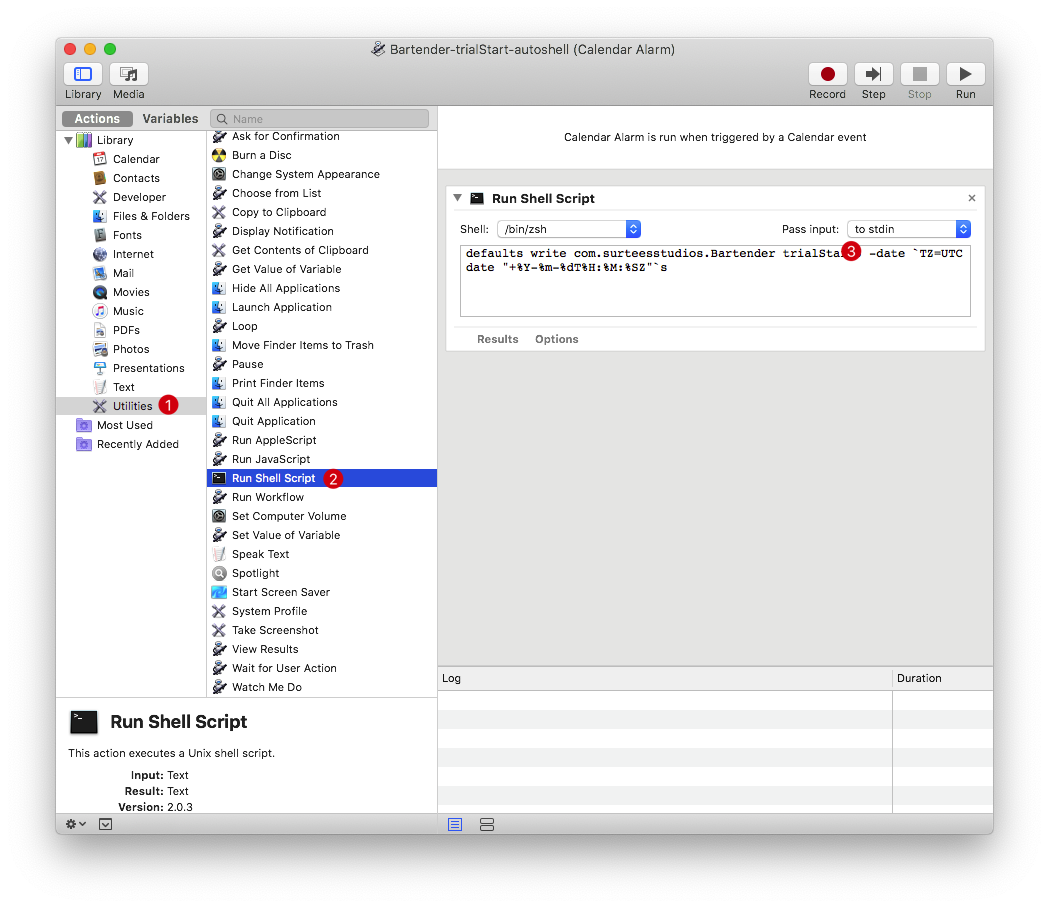 Bartender-trialStart-autoshell (Calendar Alarm)
Library
Media
Record
Step
Stop
Run
Actions
Variables
Name
Library
Calendar
Contacts
Developer
Files & Folders
Fonts
Internet
Mail
Movies
Music
PDFs
Photos
Presentations
Text
Utilities
1
Most Used
Recently Added
Ask for Confirmation
Burn a Disc
Change System Appearance
Choose from List
Copy to Clipboard
Display Notification
Get Contents of Clipboard
Get Value of Variable
Hide All Applications
Launch Application
Loop
Move Finder Items to Trash
Pause
Print Finder Items
Quit All Applications
Quit Application
Run AppleScript
Run JavaScript
Run Shell Script
2
Run Workflow
Set Computer Volume
Set Value of Variable
Speak Text
Spotlight
Start Screen Saver
System Profile
Take Screenshot
View Results
Wait for User Action
Watch Me Do
Calendar Alarm is run when triggered by a Calendar event
Run Shell Script
Shell: /bin/zsh
Pass input: to stdin
3
defaults write com.surteesstudios.Bartender -date `TZ=UTC
date "+%Y-%m-%dT%H:%M:%SZ"`s
Results
Options
Log
Duration
Run Shell Script
This action executes a Unix shell script.
Input: Text
Result: Text
Version: 2.0.3